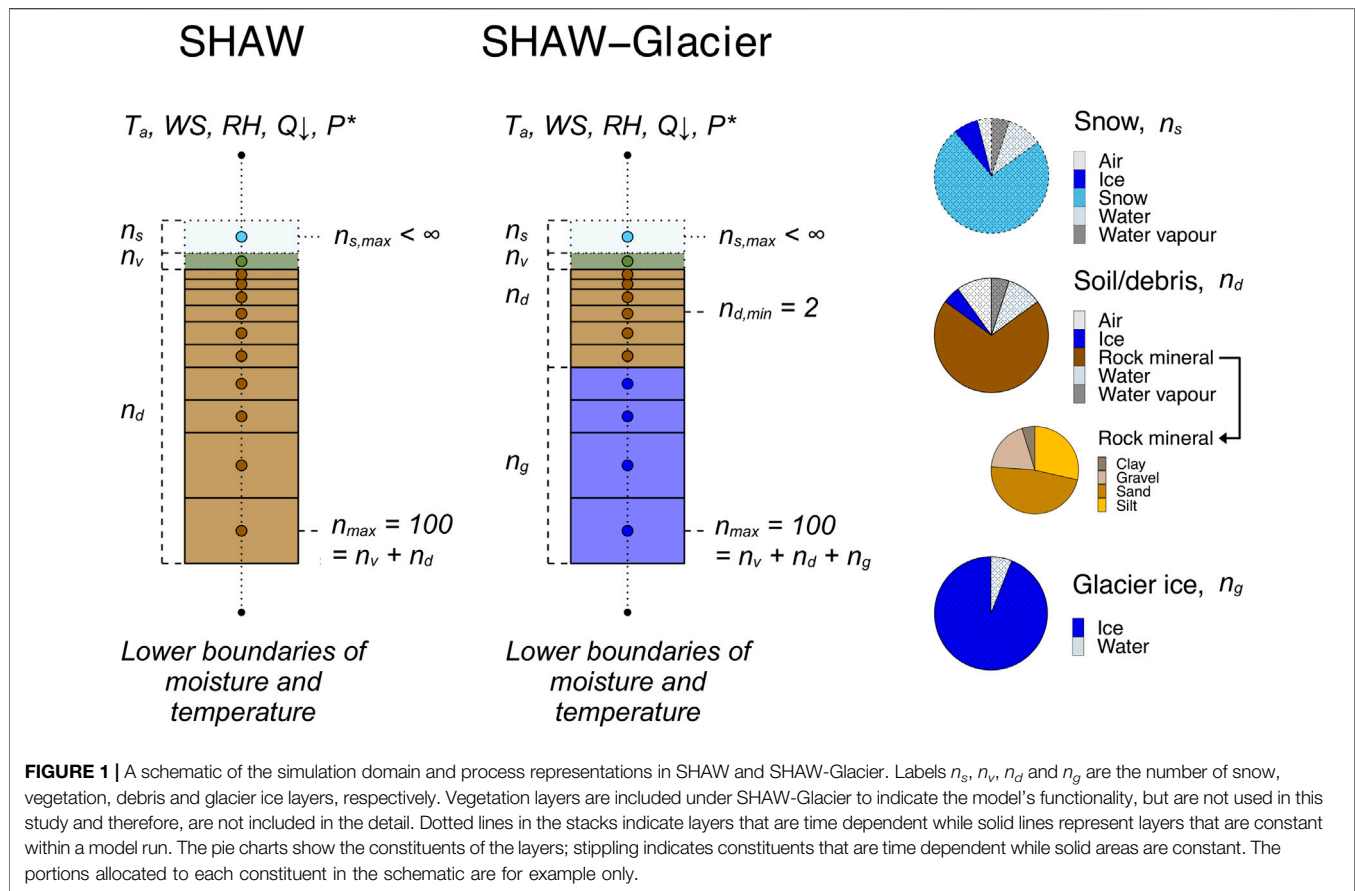 SHAW
SHAW–Glacier
Ta, WS, RH, Q↓, P*
Ta, WS, RH, Q↓, P*
ns
nv
nd
ns,max < ∞
nmax = 100
= nv + nd
Lower boundaries of
moisture and
temperature
ns
nv
nd
ng
ns,max < ∞
nd,min = 2
nmax = 100
= nv + nd + ng
Lower boundaries of
moisture and
temperature
Snow, ns
Air
Ice
Snow
Water
Water vapour
Soil/debris, nd
Air
Ice
Rock mineral
Water
Water vapour
Rock mineral
Clay
Gravel
Sand
Silt
Glacier ice, ng
Ice
Water
FIGURE 1 | A schematic of the simulation domain and process representations in SHAW and SHAW-Glacier. Labels ns, nv, nd and ng are the number of snow,
vegetation, debris and glacier ice layers, respectively. Vegetation layers are included under SHAW-Glacier to indicate the model's functionality, but are not used in this
study and therefore, are not included in the detail. Dotted lines in the stacks indicate layers that are time dependent while solid lines represent layers that are constant
within a model run. The pie charts show the constituents of the layers; stippling indicates constituents that are time dependent while solid areas are constant. The
portions allocated to each constituent in the schematic are for example only.